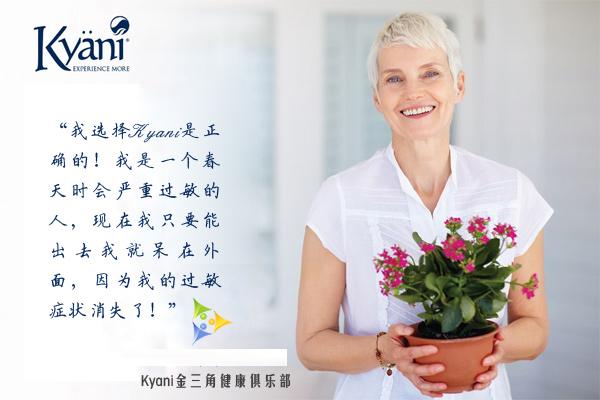 Kyäni®
EXPERIENCE MORE
“我选择Kyani是正
确的！我是一个春
天时会严重过敏的
人，现在我只要能
出去我就呆在外
面，因为我的过敏
症状消失了！”
Kyani金三角健康俱乐部